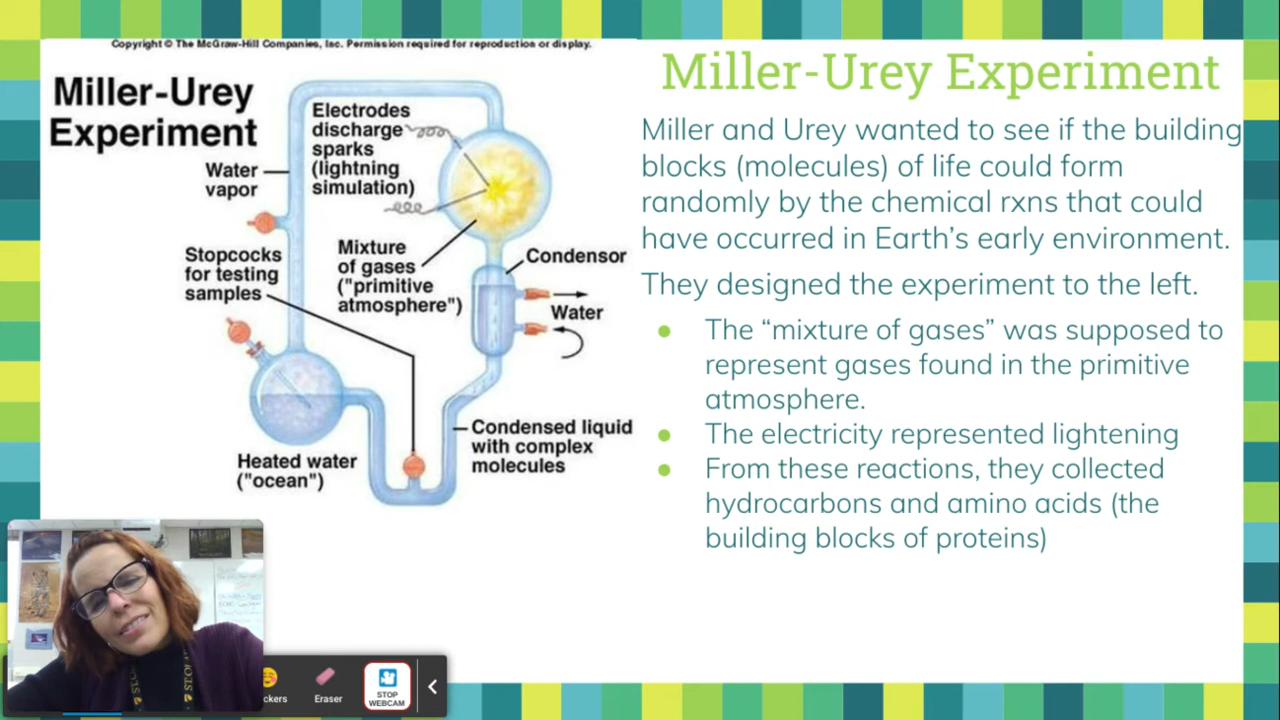 Copyright © The McGraw-Hill Companies, Inc. Permission required for reproduction or display.
Miller-Urey
Experiment
Electrodes
discharge
sparks
(lightning
simulation)
Water
vapor
Stopcocks
for testing
samples
Mixture
of gases
("primitive
atmosphere")
Condensor
Water
Condensed liquid
with complex
molecules
Heated water
("ocean")
Miller-Urey Experiment
Miller and Urey wanted to see if the building
blocks (molecules) of life could form
randomly by the chemical rxns that could
have occurred in Earth's early environment.
They designed the experiment to the left.
● The “mixture of gases” was supposed to
represent gases found in the primitive
atmosphere.
● The electricity represented lightening
● From these reactions, they collected
hydrocarbons and amino acids (the
building blocks of proteins)
ckers
Eraser
STOP
WEBCAM